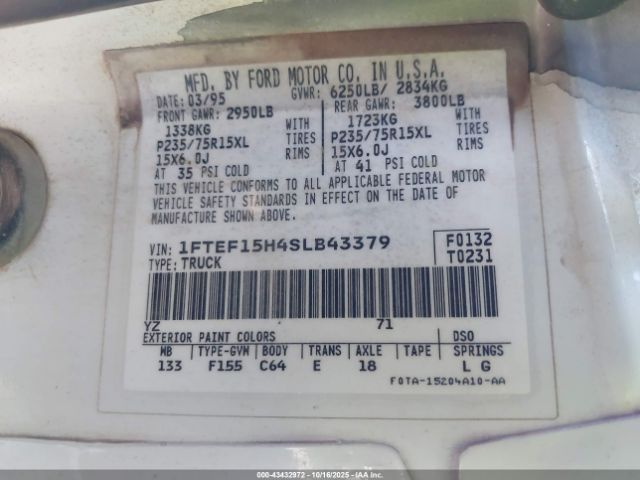 MFD. BY FORD MOTOR CO. IN U.S.A.
DATE: 03/95 GVWR: 6250LB/ 2834KG
FRONT GAWR: 2950LB REAR GAWR: 3800LB
1338KG WITH 1723KG WITH
P235/75R15XL TIRES P235/75R15XL TIRES
15X6.0J RIMS 15X6.0J RIMS
AT 35 PSI COLD AT 41 PSI COLD
THIS VEHICLE CONFORMS TO ALL APPLICABLE FEDERAL MOTOR
VEHICLE SAFETY STANDARDS IN EFFECT ON THE DATE OF
MANUFACTURE SHOWN ABOVE.
VIN: 1FTEF15H4SLB43379 F0132
TYPE: TRUCK T0231
YZ 71
EXTERIOR PAINT COLORS DSO
WB TYPE-GVM BODY TRANS AXLE TAPE SPRINGS
133 F155 C64 E 18 L G
F0TA-15204A10-AA
000-43432972 - 10/16/2025 - IAAI.com